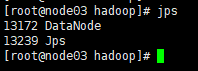 [root@node03 hadoop]# jps
13172 DataNode
13239 Jps
[root@node03 hadoop]#